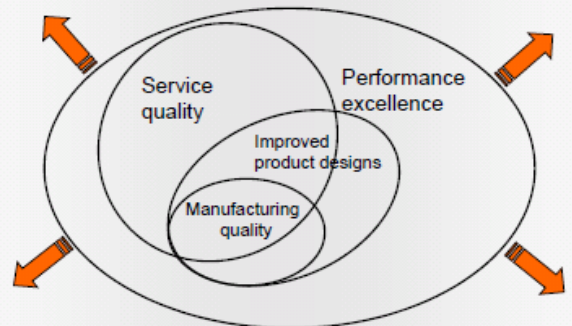 Service
quality
Performance
excellence
Improved
product designs
Manufacturing
quality